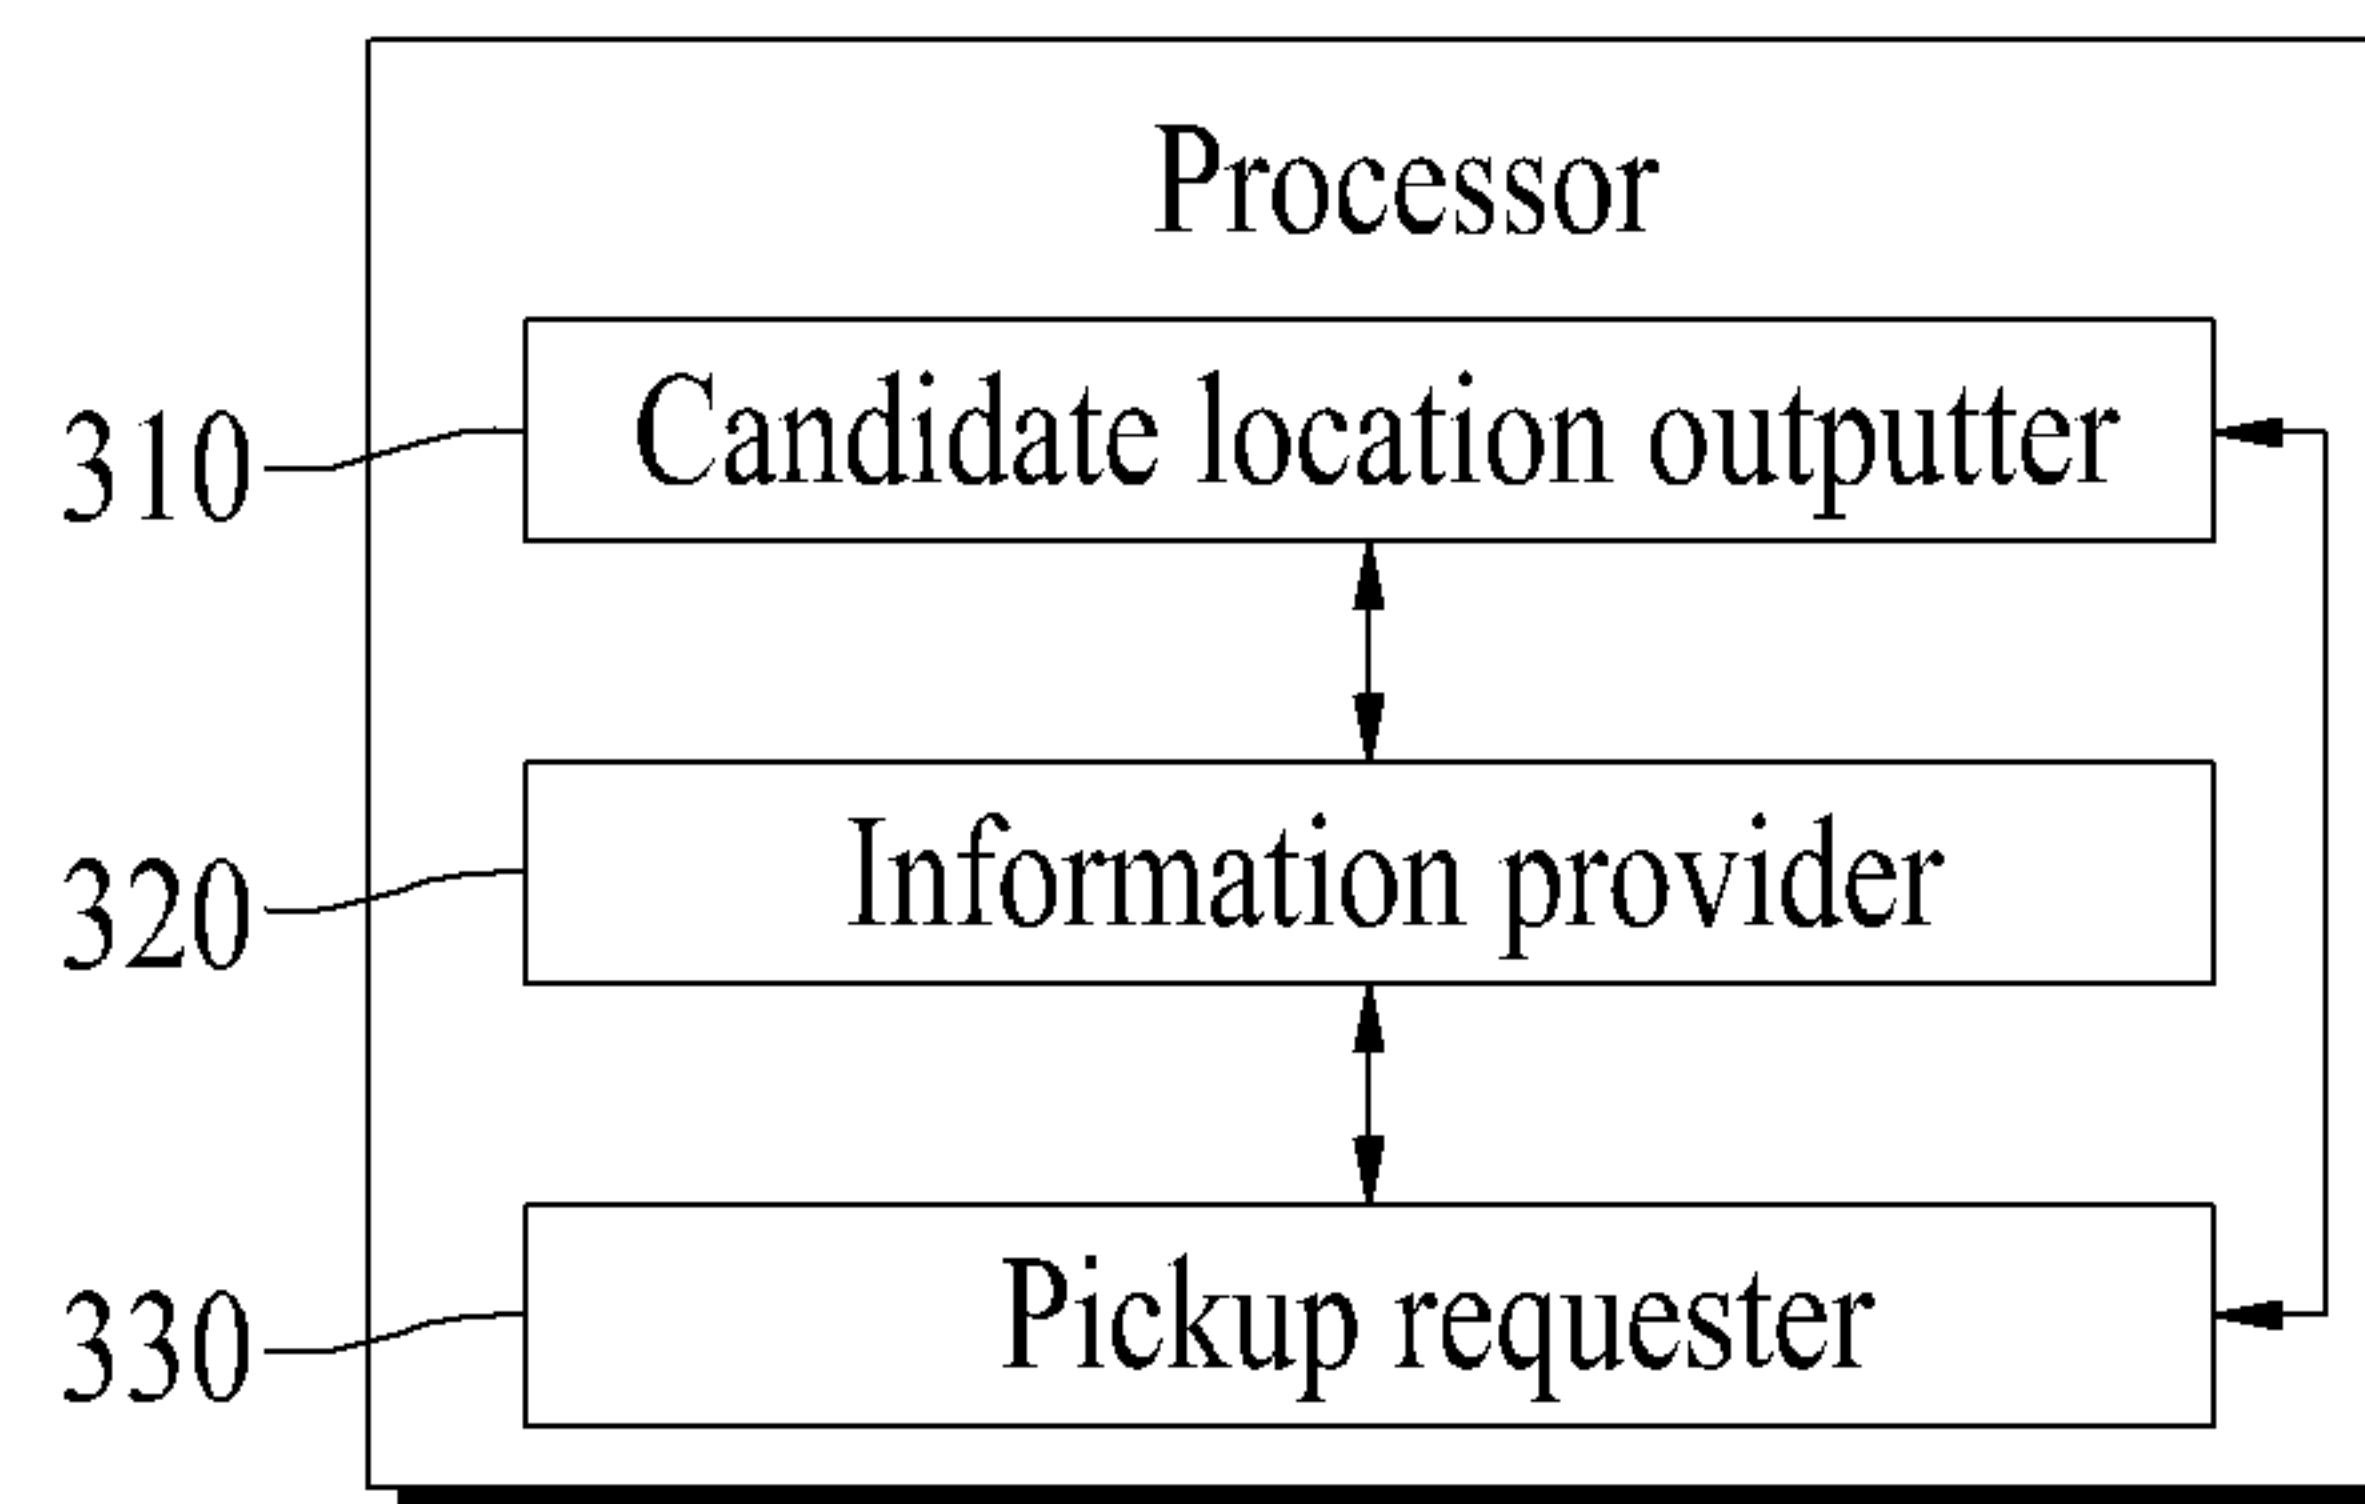 Processor
310 Candidate location outputter
320 Information provider
330 Pickup requester